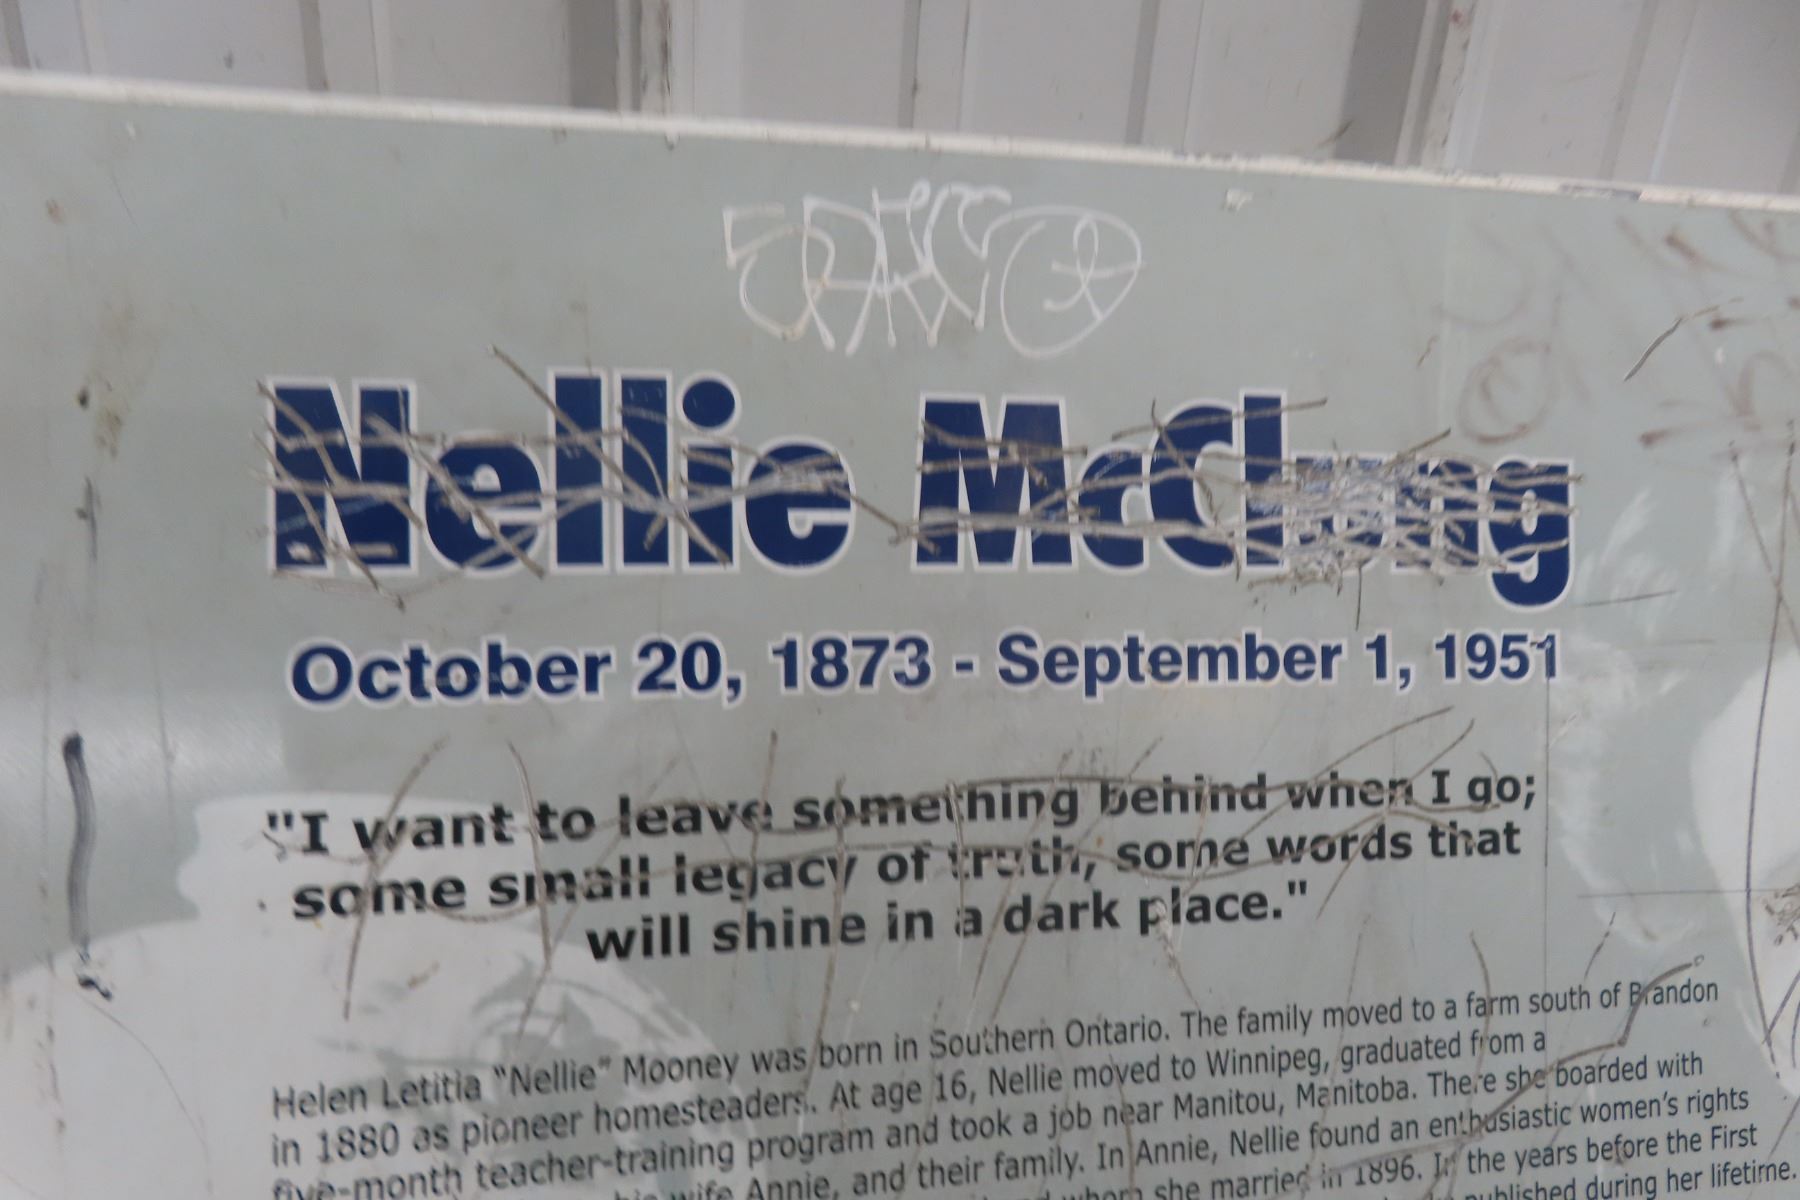 Nellie McClung
October 20, 1873 - September 1, 1951
"I want to leave something behind when I go;
some small legacy of truth, some words that
will shine in a dark place."
Helen Letitia "Nellie" Mooney was born in Southern Ontario. The family moved to a farm south of Brandon
in 1880 as pioneer homesteaders. At age 16, Nellie moved to Winnipeg, graduated from a
five-month teacher-training program and took a job near Manitou, Manitoba. There she boarded with
his wife Annie, and their family. In Annie, Nellie found an enthusiastic women's rights
whom she married in 1896. In the years before the First
published during her lifetime.